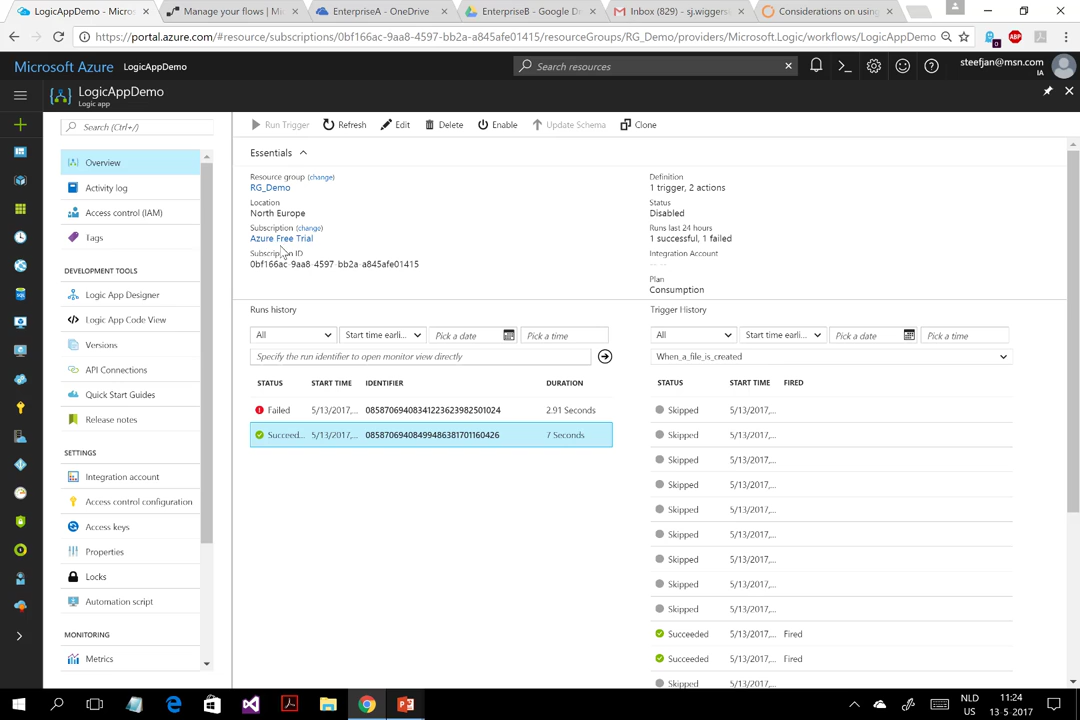 LogicAppDemo - Micros
Manage your flows | Mic
EnterpriseA - OneDrive
EnterpriseB - Google D
Inbox (829) - sj.wiggers
Considerations on using
https://portal.azure.com/#resource/subscriptions/0bf166ac-9aa8-4597-bb2a-a845afe01415/resourceGroups/RG_Demo/providers/Microsoft.Logic/workflows/LogicAppDemo
Microsoft Azure LogicAppDemo
Search resources
steefjan@msn.com
IA
LogicAppDemo
Logic app
Search (Ctrl+/)
Run Trigger Refresh Edit Delete Enable Update Schema Clone
Overview
Activity log
Access control (IAM)
Tags
DEVELOPMENT TOOLS
Logic App Designer
Logic App Code View
Versions
API Connections
Quick Start Guides
Release notes
SETTINGS
Integration account
Access control configuration
Access keys
Properties
Locks
Automation script
MONITORING
Metrics
Essentials
Resource group (change)
RG_Demo
Location
North Europe
Subscription (change)
Azure Free Trial
Subscription ID
0bf166ac-9aa8-4597-bb2a-a845afe01415
Definition
1 trigger, 2 actions
Status
Disabled
Runs last 24 hours
1 successful, 1 failed
Integration Account
-- --
Plan
Consumption
Runs history
All Start time earli... Pick a date Pick a time
Specify the run identifier to open monitor view directly
STATUS START TIME IDENTIFIER DURATION
Failed 5/13/2017,... 08587069408341223623982501024 2.91 Seconds
Succeed... 5/13/2017,... 08587069408499486381701160426 7 Seconds
Trigger History
All Start time earli... Pick a date Pick a time
When_a_file_is_created
STATUS START TIME FIRED
Skipped 5/13/2017,...
Skipped 5/13/2017,...
Skipped 5/13/2017,...
Skipped 5/13/2017,...
Skipped 5/13/2017,...
Skipped 5/13/2017,...
Skipped 5/13/2017,...
Skipped 5/13/2017,...
Skipped 5/13/2017,...
Succeeded 5/13/2017,... Fired
Succeeded 5/13/2017,... Fired
Skipped 5/13/2017,...
NLD
US
11:24
13-5-2017